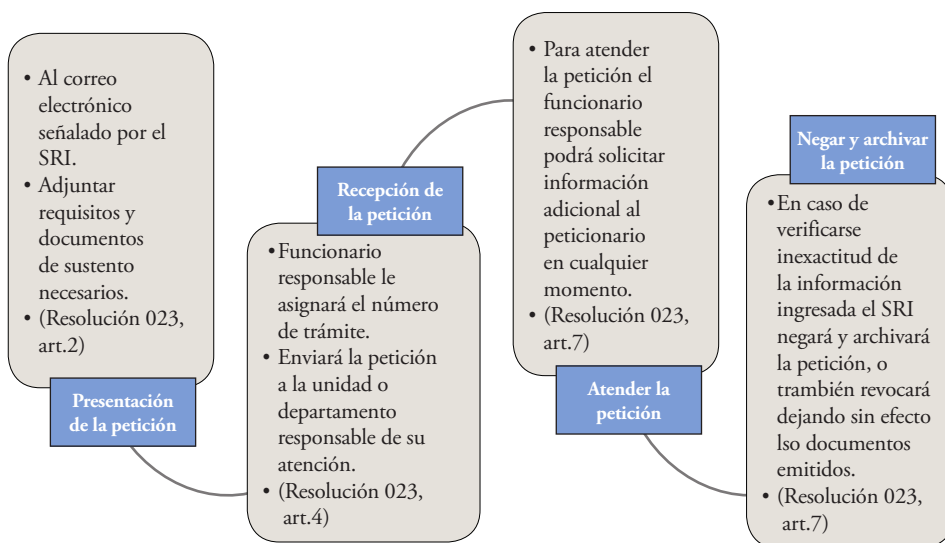 • Al correo
electrónico
señalado por el
SRI.
• Adjuntar
requisitos y
documentos
de sustento
necesarios.
• (Resolución 023,
art.2)
Presentación
de la petición
Recepción de
la petición
• Funcionario
responsable le
asignará el número
de trámite.
• Enviará la petición
a la unidad o
departamento
responsable de su
atención.
• (Resolución 023,
art.4)
• Para atender
la petición el
funcionario
responsable
podrá solicitar
información
adicional al
peticionario
en cualquier
momento.
• (Resolución 023,
art.7)
Atender la
petición
Negar y archivar
la petición
• En caso de
verificarse
inexactitud de
la información
ingresada el SRI
negará y archivará
la petición, o
trambién revocará
dejando sin efecto
lso documentos
emitidos.
• (Resolución 023,
art.7)